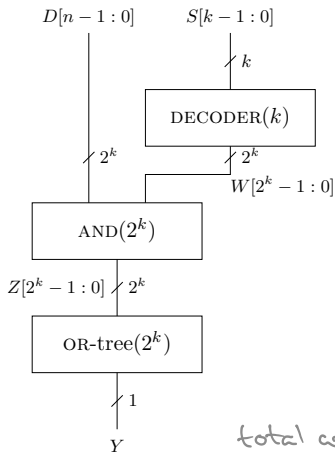 D[n − 1 : 0] S[k − 1 : 0]
k
DECODER(k)
2^k 2^k
W[2^k − 1 : 0]
AND(2^k)
Z[2^k − 1 : 0] 2^k
OR-tree(2^k)
1
Y
total